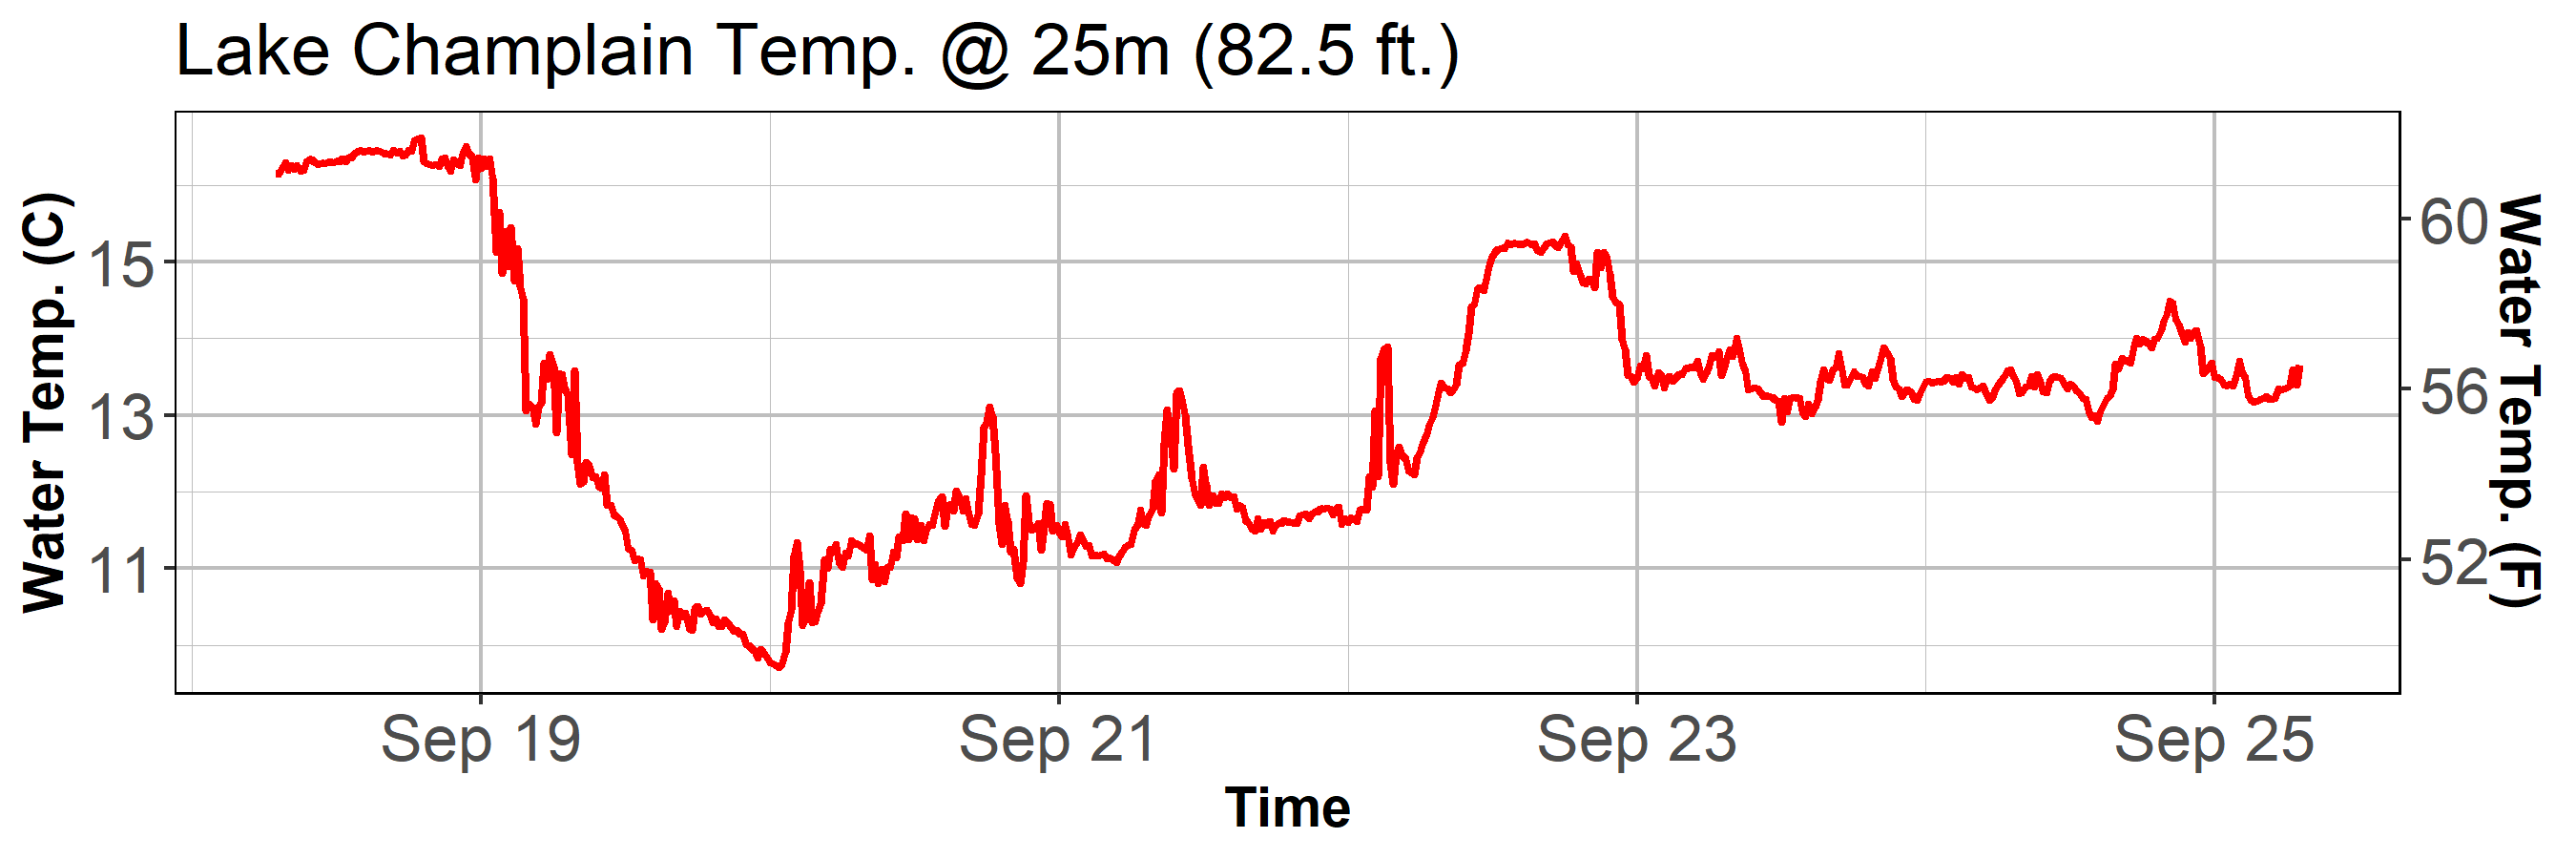 Lake Champlain Temp. @ 25m (82.5 ft.)
Water Temp. (C)
15
13
11
60
56
52
Water Temp. (F)
Sep 19
Sep 21
Sep 23
Sep 25
Time